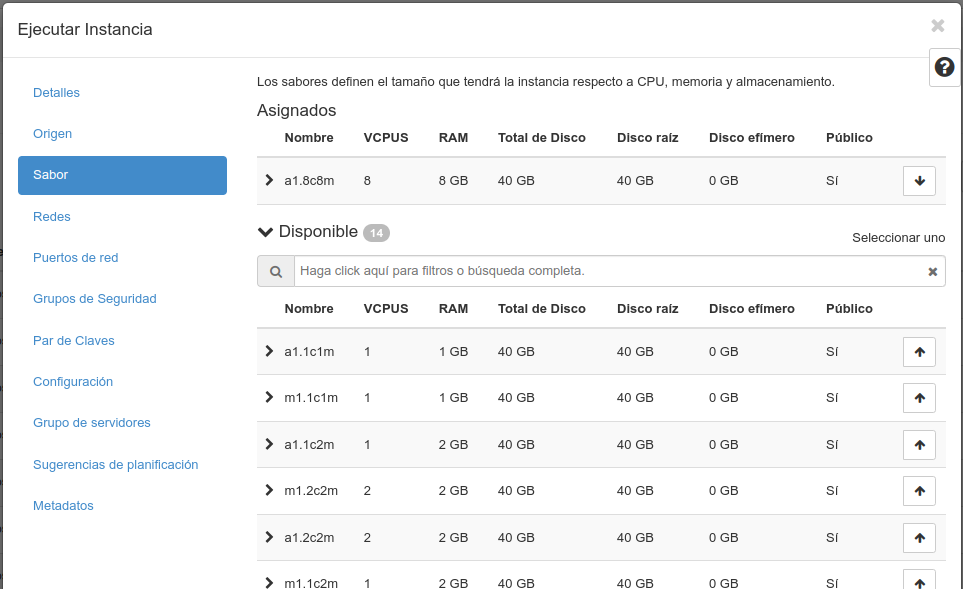 Ejecutar Instancia
Detalles
Origen
Sabor
Redes
Puertos de red
Grupos de Seguridad
Par de Claves
Configuración
Grupo de servidores
Sugerencias de planificación
Metadatos
Los sabores definen el tamaño que tendrá la instancia respecto a CPU, memoria y almacenamiento.
Asignados
Nombre VCPUS RAM Total de Disco Disco raíz Disco efímero Público
a1.8c8m 8 8 GB 40 GB 40 GB 0 GB Sí
Disponible 14
Seleccionar uno
Haga click aquí para filtros o búsqueda completa.
Nombre VCPUS RAM Total de Disco Disco raíz Disco efímero Público
a1.1c1m 1 1 GB 40 GB 40 GB 0 GB Sí
m1.1c1m 1 1 GB 40 GB 40 GB 0 GB Sí
a1.1c2m 1 2 GB 40 GB 40 GB 0 GB Sí
m1.2c2m 2 2 GB 40 GB 40 GB 0 GB Sí
a1.2c2m 2 2 GB 40 GB 40 GB 0 GB Sí
m1.1c2m 1 2 GB 40 GB 40 GB 0 GB Sí